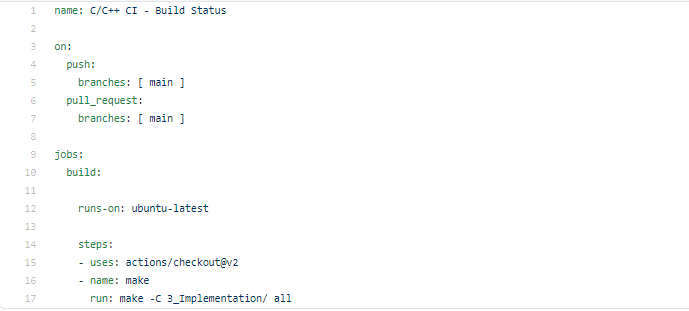 1 name: C/C++ CI - Build Status
2
3 on:
4 push:
5 branches: [ main ]
6 pull_request:
7 branches: [ main ]
8
9 jobs:
10 build:
11
12 runs-on: ubuntu-latest
13
14 steps:
15 - uses: actions/checkout@v2
16 - name: make
17 run: make -C 3_Implementation/ all